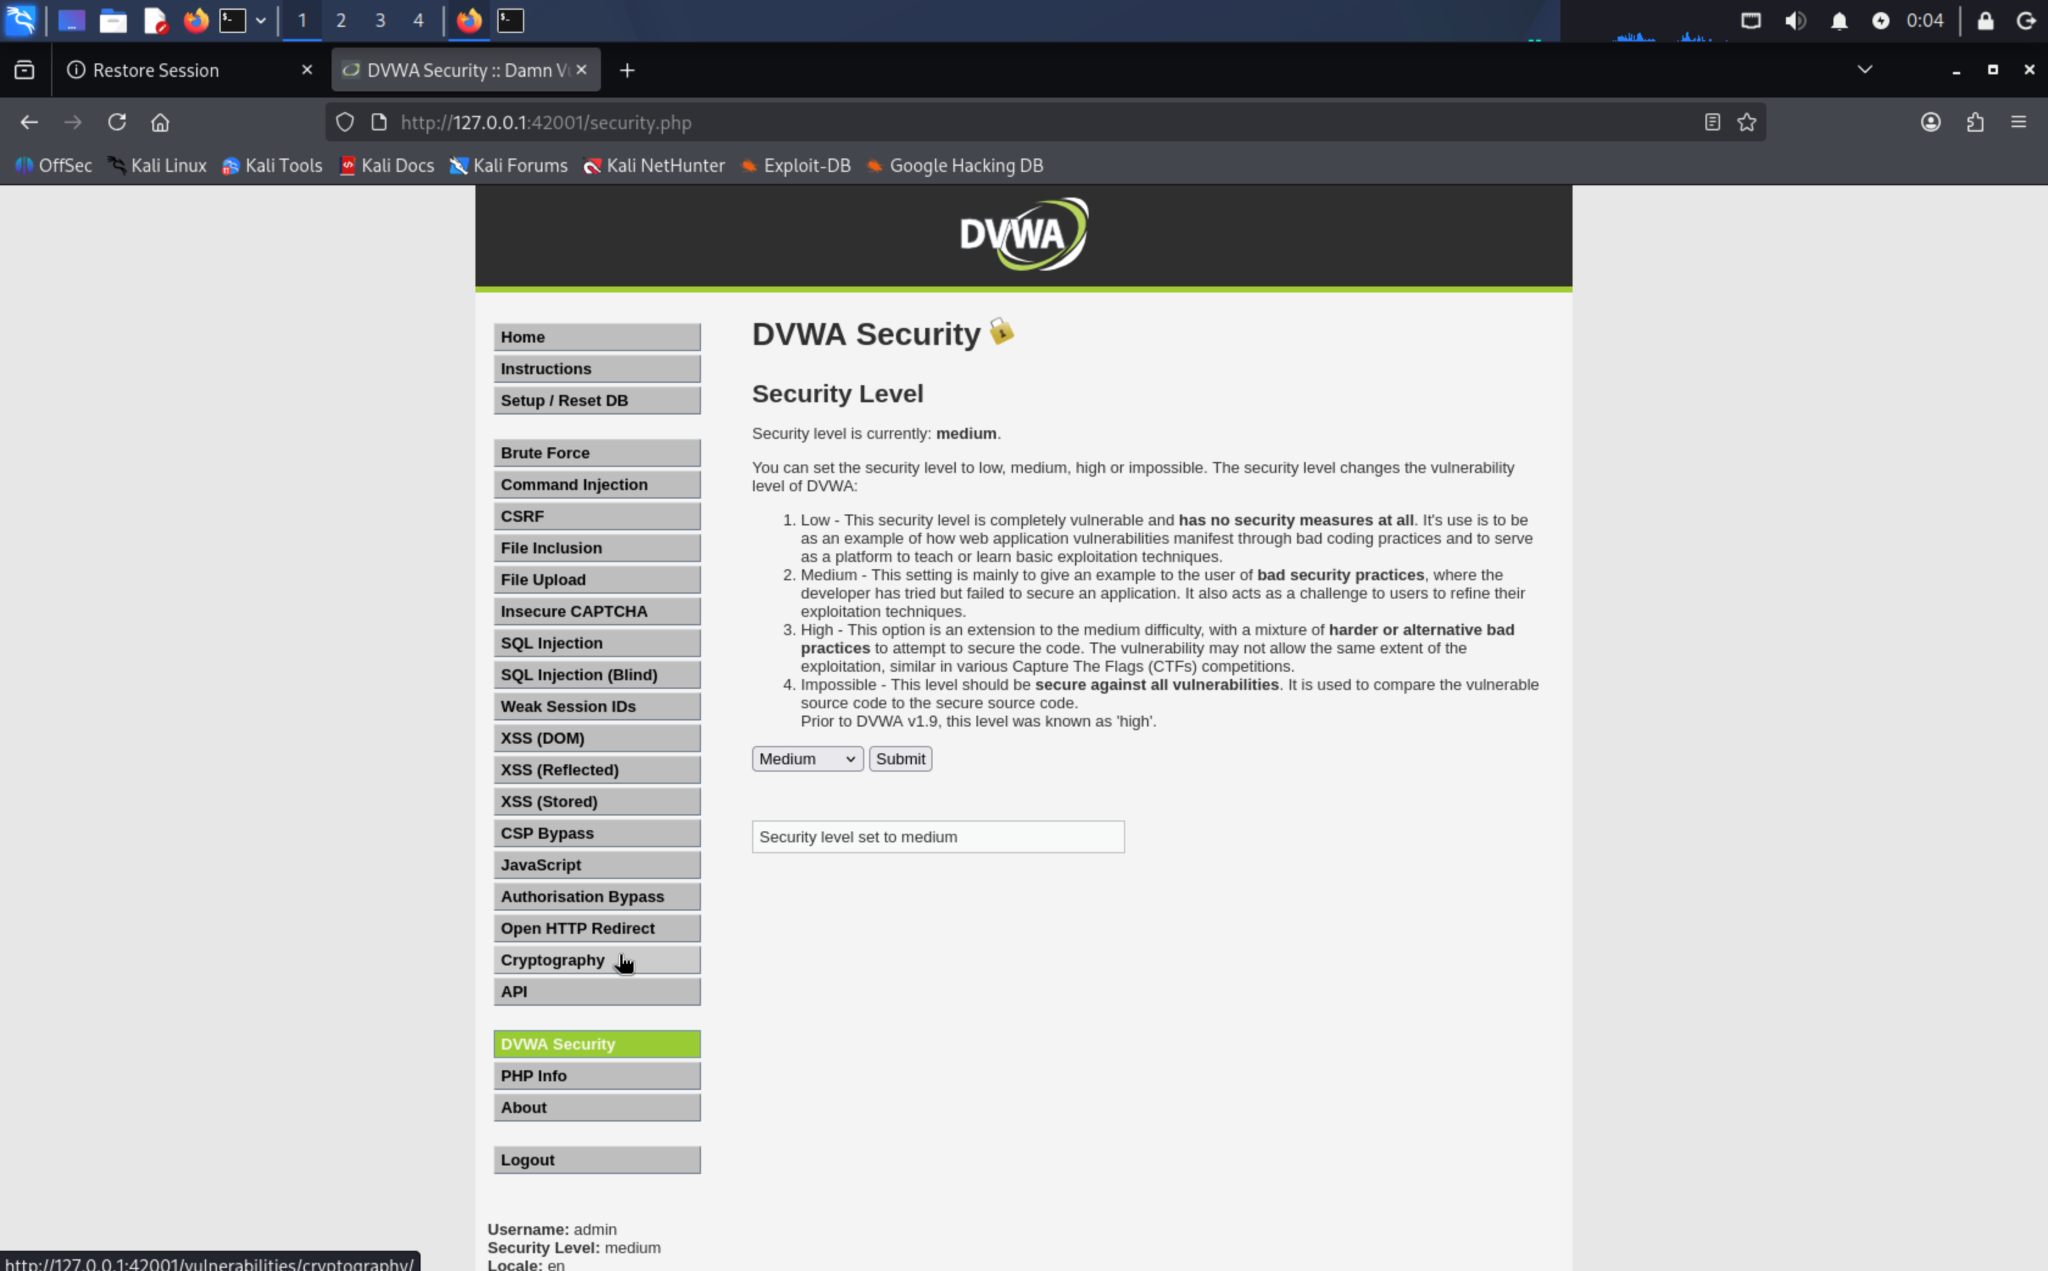 1 2 3 4 0:04
Restore Session DVWA Security :: Damn Vu
http://127.0.0.1:42001/security.php
OffSec Kali Linux Kali Tools Kali Docs Kali Forums Kali NetHunter Exploit-DB Google Hacking DB
DVWA
Home
Instructions
Setup / Reset DB
Brute Force
Command Injection
CSRF
File Inclusion
File Upload
Insecure CAPTCHA
SQL Injection
SQL Injection (Blind)
Weak Session IDs
XSS (DOM)
XSS (Reflected)
XSS (Stored)
CSP Bypass
JavaScript
Authorisation Bypass
Open HTTP Redirect
Cryptography
API
DVWA Security
PHP Info
About
Logout
DVWA Security
Security Level
Security level is currently: medium.
You can set the security level to low, medium, high or impossible. The security level changes the vulnerability
level of DVWA:
1. Low - This security level is completely vulnerable and has no security measures at all. It's use is to be
as an example of how web application vulnerabilities manifest through bad coding practices and to serve
as a platform to teach or learn basic exploitation techniques.
2. Medium - This setting is mainly to give an example to the user of bad security practices, where the
developer has tried but failed to secure an application. It also acts as a challenge to users to refine their
exploitation techniques.
3. High - This option is an extension to the medium difficulty, with a mixture of harder or alternative bad
practices to attempt to secure the code. The vulnerability may not allow the same extent of the
exploitation, similar in various Capture The Flags (CTFs) competitions.
4. Impossible - This level should be secure against all vulnerabilities. It is used to compare the vulnerable
source code to the secure source code.
Prior to DVWA v1.9, this level was known as 'high'.
Medium Submit
Security level set to medium
Username: admin
Security Level: medium
Locale: en
http://127.0.0.1:42001/vulnerabilities/cryptography/